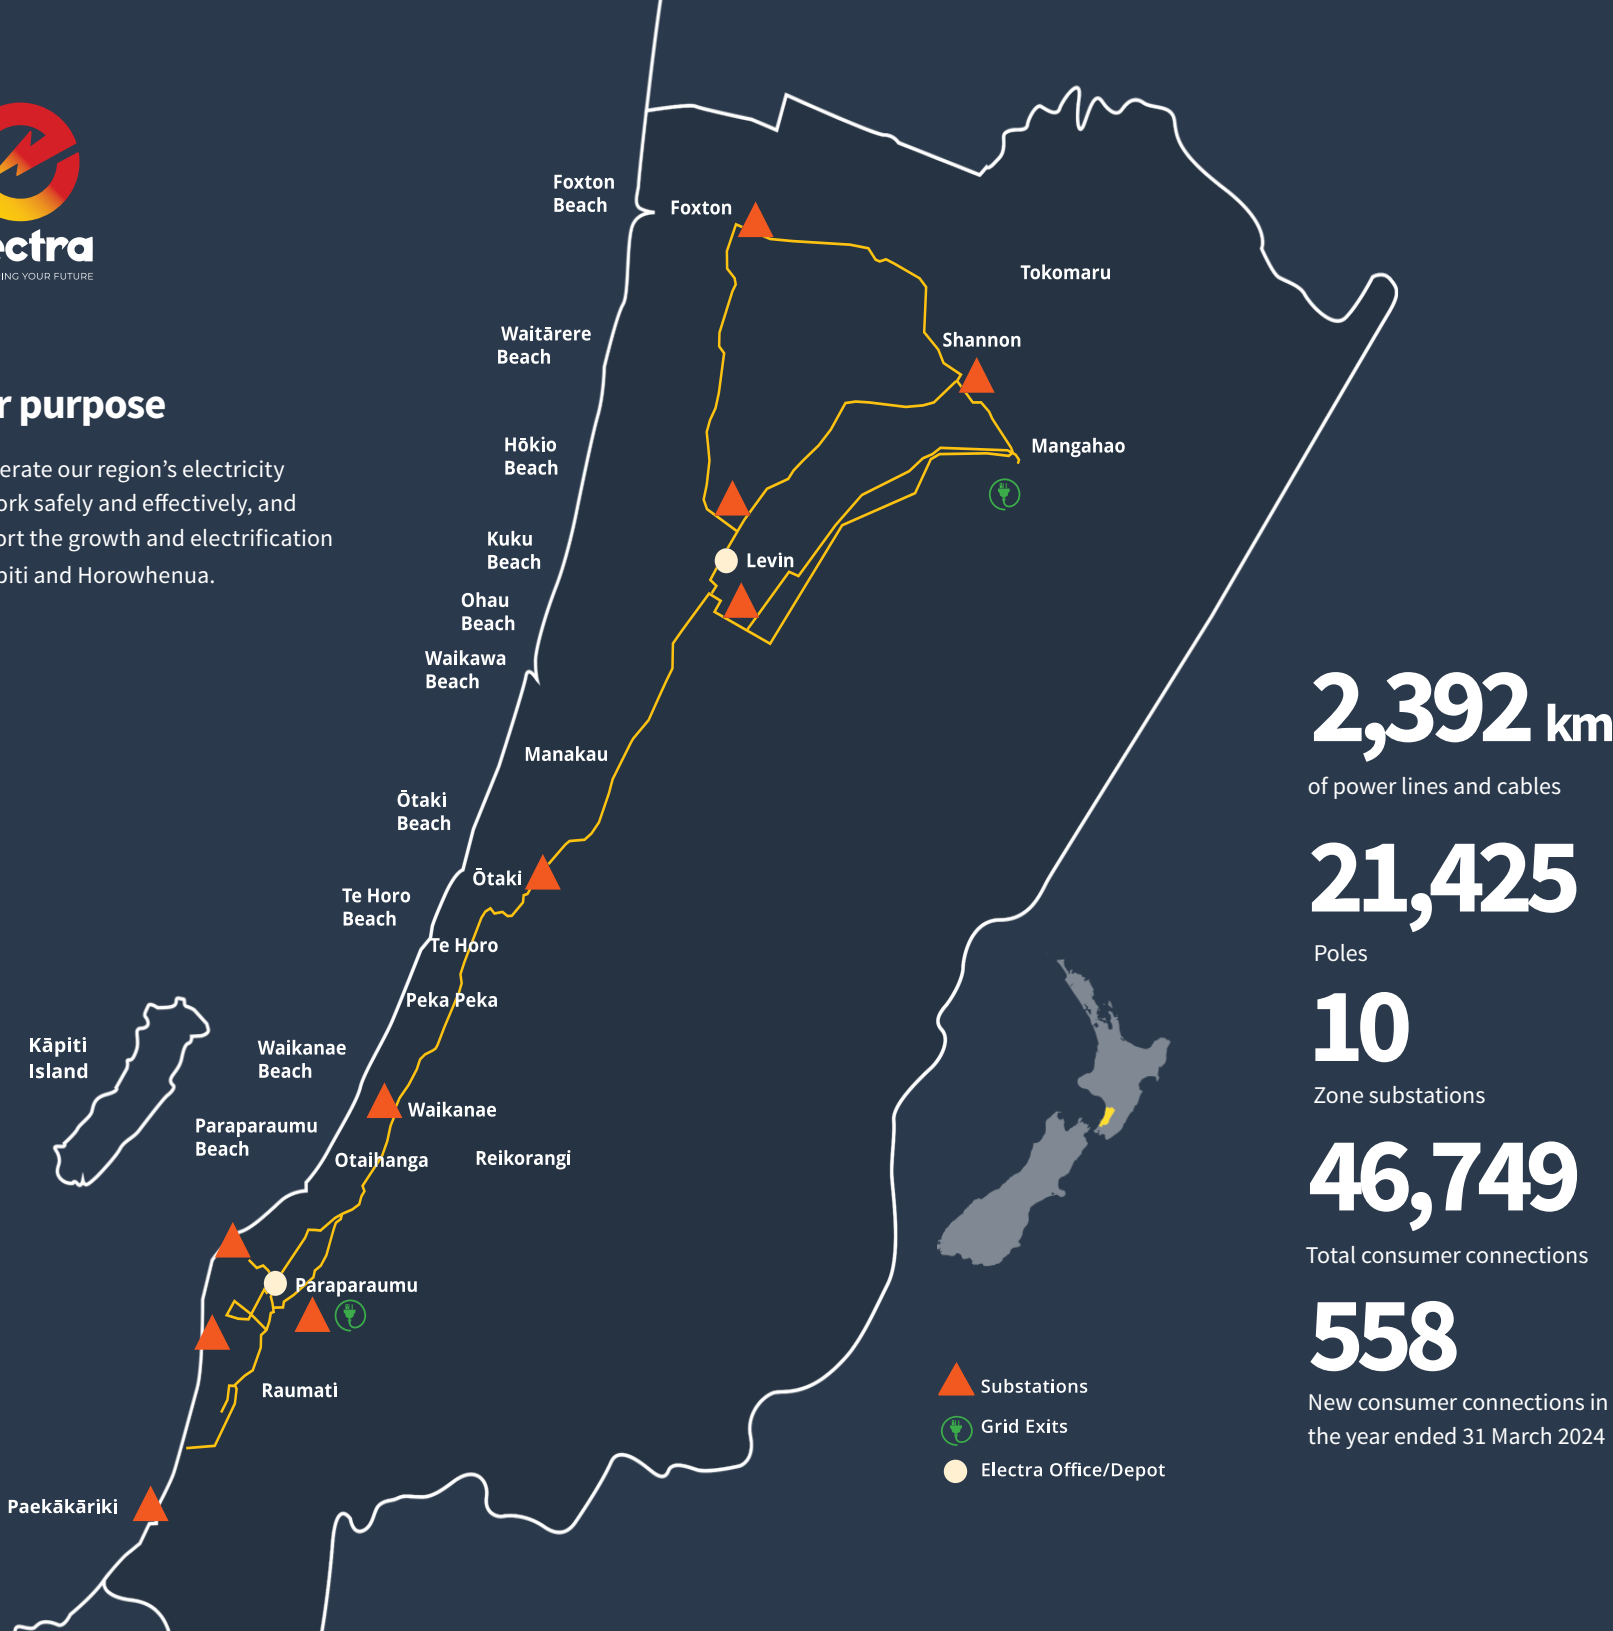 ectra
ING YOUR FUTURE
r purpose
erate our region’s electricity
ork safely and effectively, and
ort the growth and electrification
piti and Horowhenua.
Foxton
Beach
Foxton
Tokomaru
Waitārere
Beach
Shannon
Hōkio
Beach
Mangahao
Kuku
Beach
Levin
Ohau
Beach
Waikawa
Beach
Manakau
Ōtaki
Beach
Ōtaki
Te Horo
Beach
Te Horo
Peka Peka
Kāpiti
Island
Waikanae
Beach
Waikanae
Paraparaumu
Beach
Otaihanga
Reikorangi
Paraparaumu
Raumati
Paekākāriki
Substations
Grid Exits
Electra Office/Depot
2,392 km
of power lines and cables
21,425
Poles
10
Zone substations
46,749
Total consumer connections
558
New consumer connections in
the year ended 31 March 2024